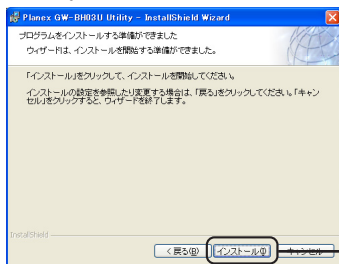 Planex GW-BH03U Utility - InstallShield Wizard
プログラムをインストールする準備ができました
ウィザードは、インストールを開始する準備ができました。
「インストール」をクリックして、インストールを開始してください。
インストールの設定を参照したり変更する場合は、「戻る」をクリックしてください。「キャン
セル」をクリックすると、ウィザードを終了します。
InstallShield
< 戻る(B)
インストール(I)
キャンセル